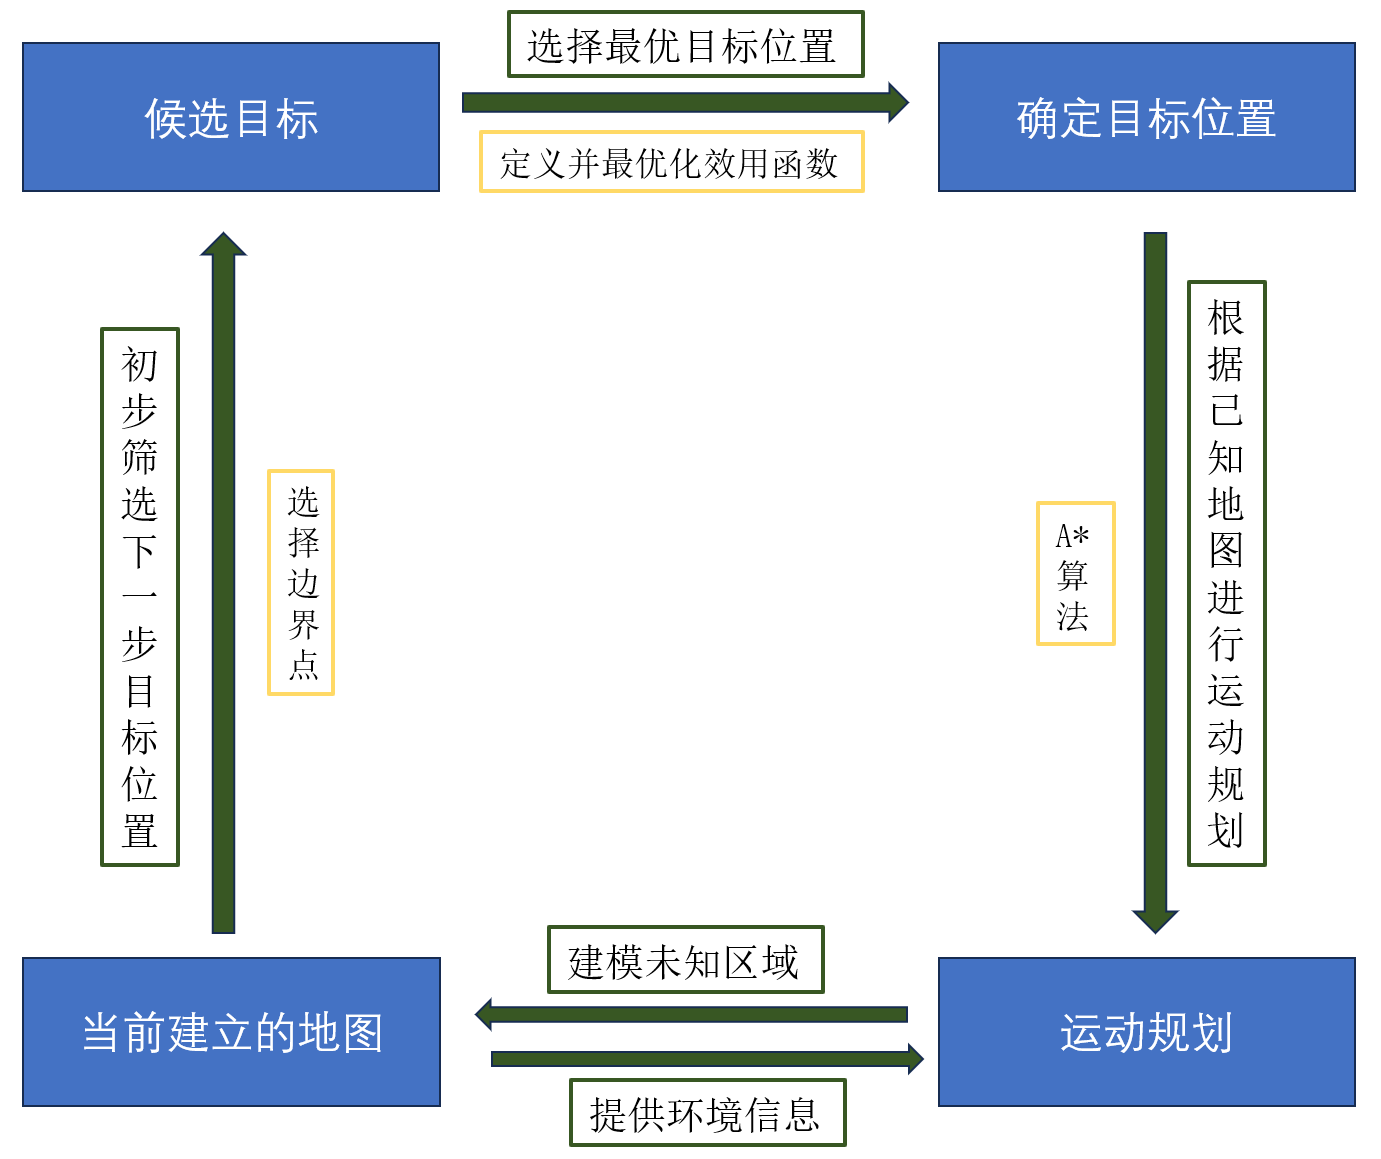 选择最优目标位置
候选目标
确定目标位置
定义并最优化效用函数
初步筛选下一步目标位置
选择边界点
A*
算法
根据已知地图进行运动规划
建模未知区域
当前建立的地图
运动规划
提供环境信息